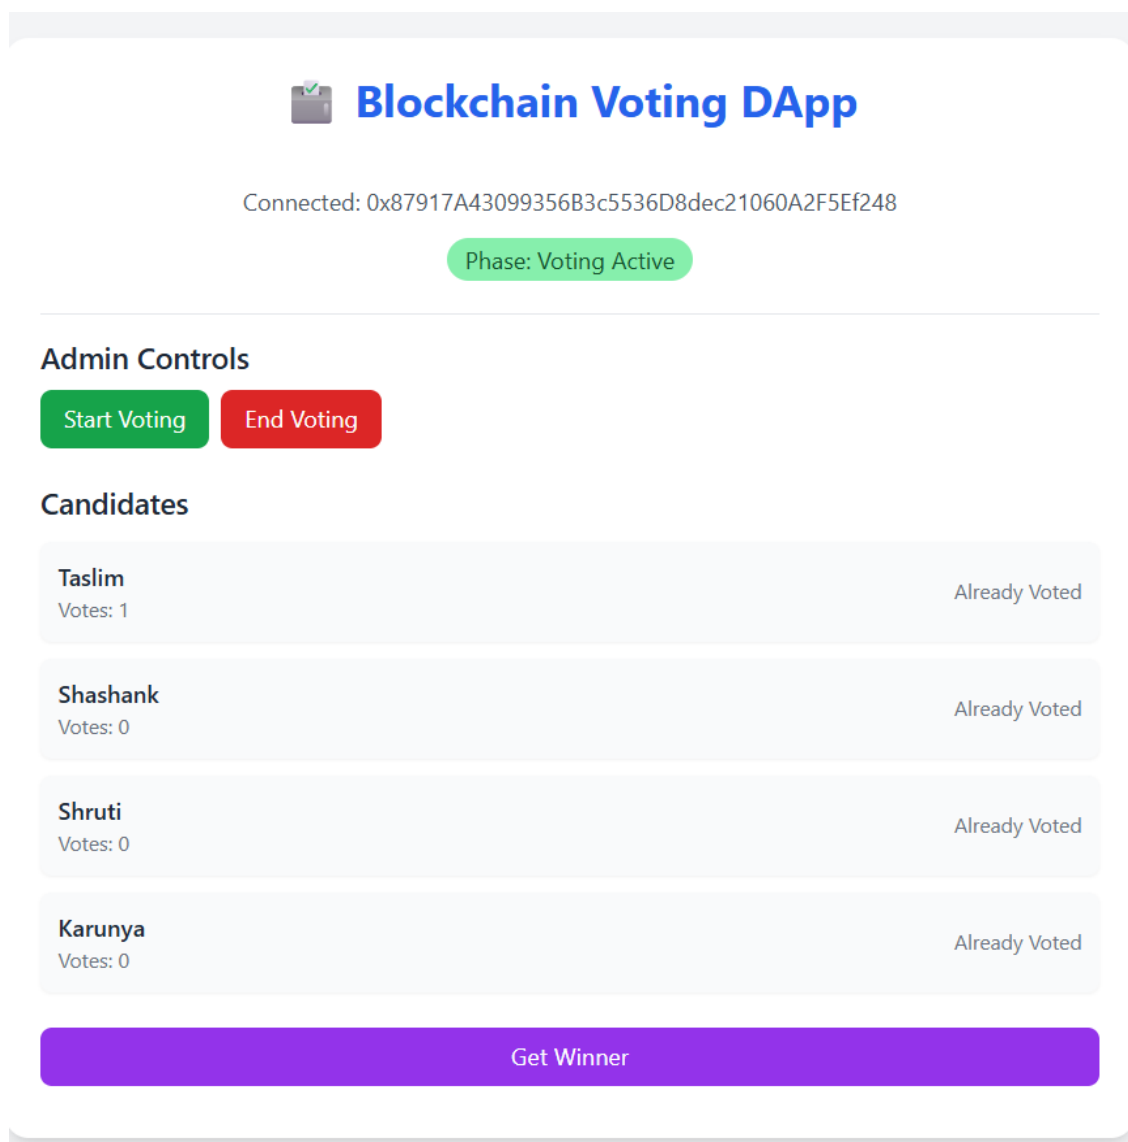 Blockchain Voting DApp
Connected: 0x87917A43099356B3c5536D8dec21060A2F5Ef248
Phase: Voting Active
Admin Controls
Start Voting End Voting
Candidates
Taslim
Votes: 1
Already Voted
Shashank
Votes: 0
Already Voted
Shruti
Votes: 0
Already Voted
Karunya
Votes: 0
Already Voted
Get Winner